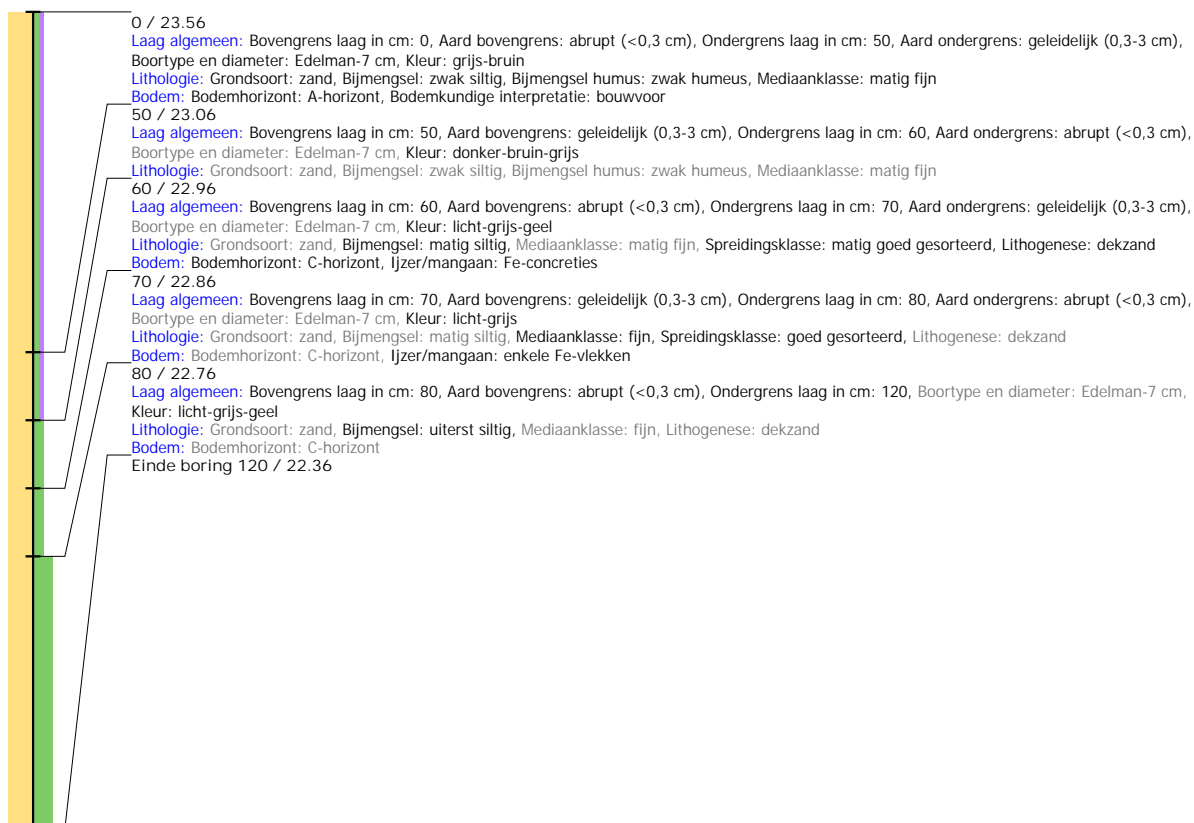 0 / 23.56
Laag algemeen: Bovengrens laag in cm: 0, Aard bovengrens: abrupt (<0,3 cm), Ondergrens laag in cm: 50, Aard ondergrens: geleidelijk (0,3-3 cm),
Boortype en diameter: Edelman-7 cm, Kleur: grijs-bruin
Lithologie: Grondsoort: zand, Bijmengsel: zwak siltig, Bijmengsel humus: zwak humeus, Mediaanklasse: matig fijn
Bodem: Bodemhorizont: A-horizont, Bodemkundige interpretatie: bouwvoor
50 / 23.06
Laag algemeen: Bovengrens laag in cm: 50, Aard bovengrens: geleidelijk (0,3-3 cm), Ondergrens laag in cm: 60, Aard ondergrens: abrupt (<0,3 cm),
Boortype en diameter: Edelman-7 cm, Kleur: donker-bruin-grijs
Lithologie: Grondsoort: zand, Bijmengsel: zwak siltig, Bijmengsel humus: zwak humeus, Mediaanklasse: matig fijn
60 / 22.96
Laag algemeen: Bovengrens laag in cm: 60, Aard bovengrens: abrupt (<0,3 cm), Ondergrens laag in cm: 70, Aard ondergrens: geleidelijk (0,3-3 cm),
Boortype en diameter: Edelman-7 cm, Kleur: licht-grijs-geel
Lithologie: Grondsoort: zand, Bijmengsel: matig siltig, Mediaanklasse: matig fijn, Spreidingsklasse: matig goed gesorteerd, Lithogenese: dekzand
Bodem: Bodemhorizont: C-horizont, Ijzer/mangaan: Fe-concreties
70 / 22.86
Laag algemeen: Bovengrens laag in cm: 70, Aard bovengrens: geleidelijk (0,3-3 cm), Ondergrens laag in cm: 80, Aard ondergrens: abrupt (<0,3 cm),
Boortype en diameter: Edelman-7 cm, Kleur: licht-grijs
Lithologie: Grondsoort: zand, Bijmengsel: matig siltig, Mediaanklasse: fijn, Spreidingsklasse: goed gesorteerd, Lithogenese: dekzand
Bodem: Bodemhorizont: C-horizont, Ijzer/mangaan: enkele Fe-vlekken
80 / 22.76
Laag algemeen: Bovengrens laag in cm: 80, Aard bovengrens: abrupt (<0,3 cm), Ondergrens laag in cm: 120, Boortype en diameter: Edelman-7 cm,
Kleur: licht-grijs-geel
Lithologie: Grondsoort: zand, Bijmengsel: uiterst siltig, Mediaanklasse: fijn, Lithogenese: dekzand
Bodem: Bodemhorizont: C-horizont
Einde boring 120 / 22.36